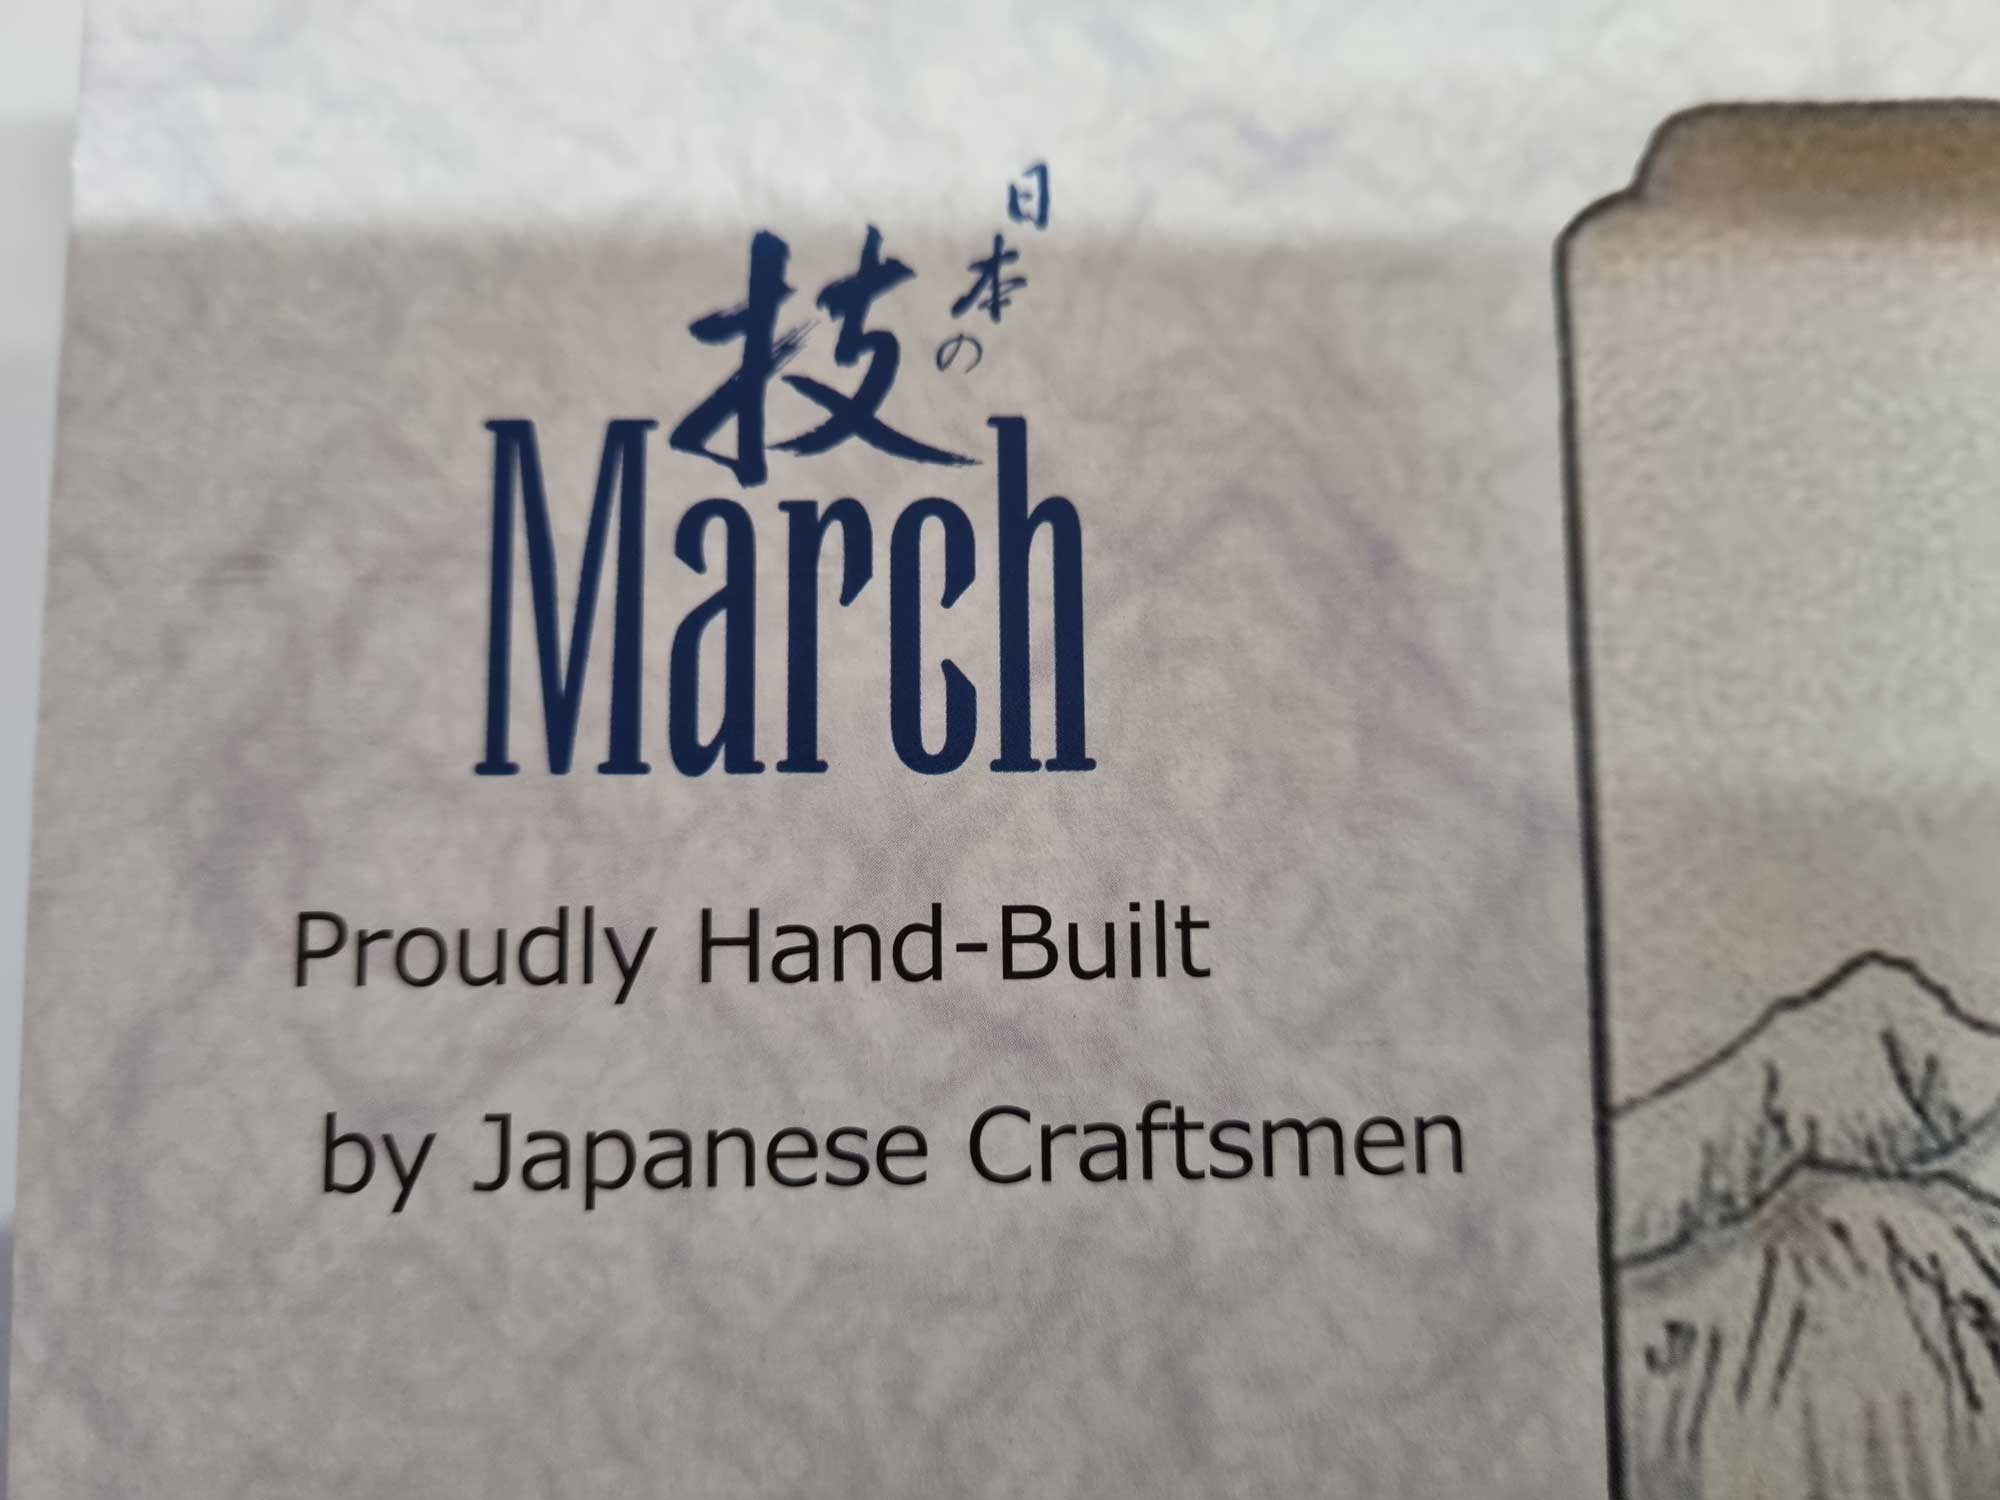 日本の
技
March
Proudly Hand-Built
by Japanese Craftsmen